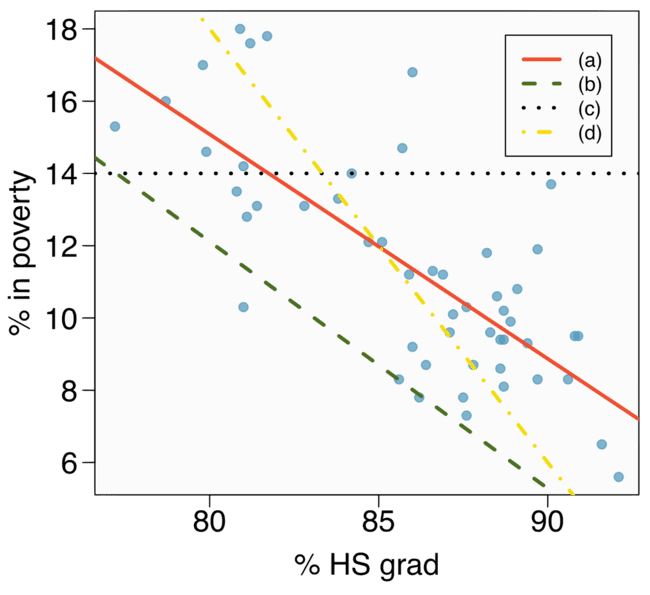 18
16
14
12
10
8
6
% in poverty
(a)
(b)
(c)
(d)
80 85 90
% HS grad